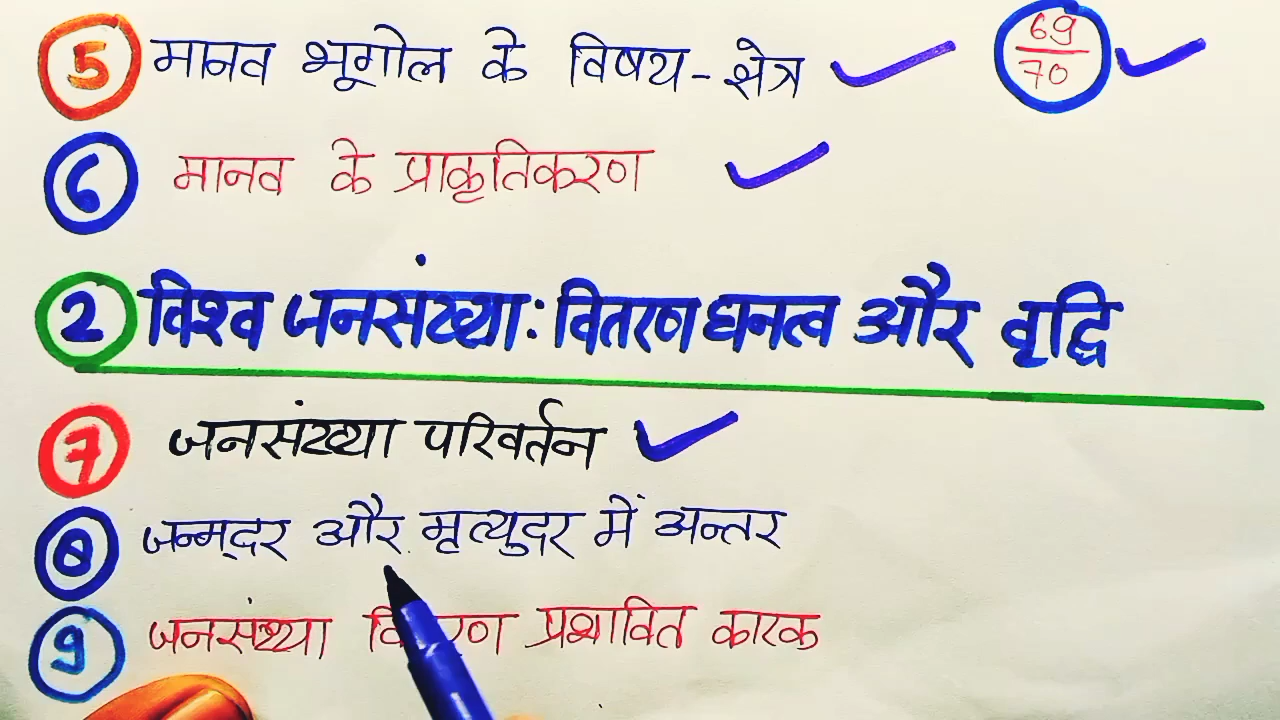 5 मानव भूगोल के विषय-क्षेत्र 69/70
6 मानव के प्राकृतिकरण
2 विश्व जनसंख्या: वितरण घनत्व और वृद्धि
7 जनसंख्या परिवर्तन
8 जन्म्दर और मृत्युदर में अन्तर
9 जनसंख्या प्रभावित कारक